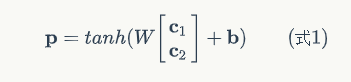 p = tanh(W[c₁ c₂] + b) (式1)